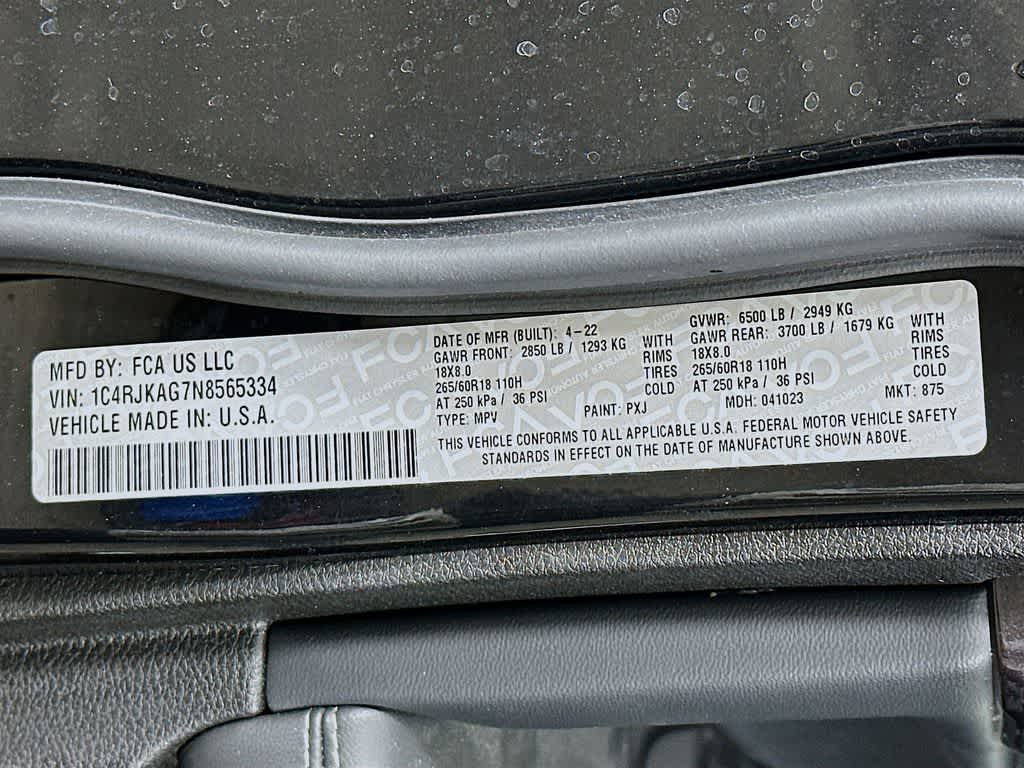 MFD BY: FCA US LLC
VIN: 1C4RJKAG7N8565334
VEHICLE MADE IN: U.S.A.
DATE OF MFR (BUILT): 4-22
GAWR FRONT: 2850 LB / 1293 KG WITH
18X8.0 RIMS
265/60R18 110H TIRES
AT 250 kPa / 36 PSI COLD
TYPE: MPV PAINT: PXJ
GVWR: 6500 LB / 2949 KG
GAWR REAR: 3700 LB / 1679 KG WITH
18X8.0 RIMS
265/60R18 110H TIRES
AT 250 kPa / 36 PSI COLD
MDH: 041023 MKT: 875
THIS VEHICLE CONFORMS TO ALL APPLICABLE U.S.A. FEDERAL MOTOR VEHICLE SAFETY
STANDARDS IN EFFECT ON THE DATE OF MANUFACTURE SHOWN ABOVE.